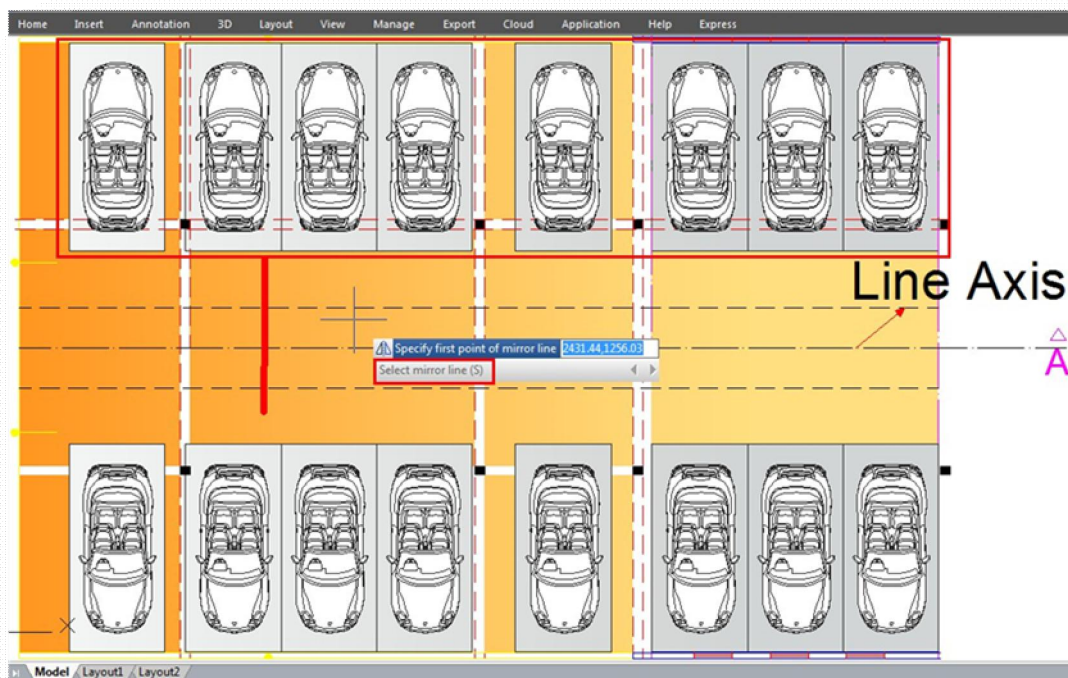 Home Insert Annotation 3D Layout View Manage Export Cloud Application Help Express
Line Axis
Specify first point of mirror line 2431.44,1256.03
Select mirror line (S)
A
Model Layout1 Layout2